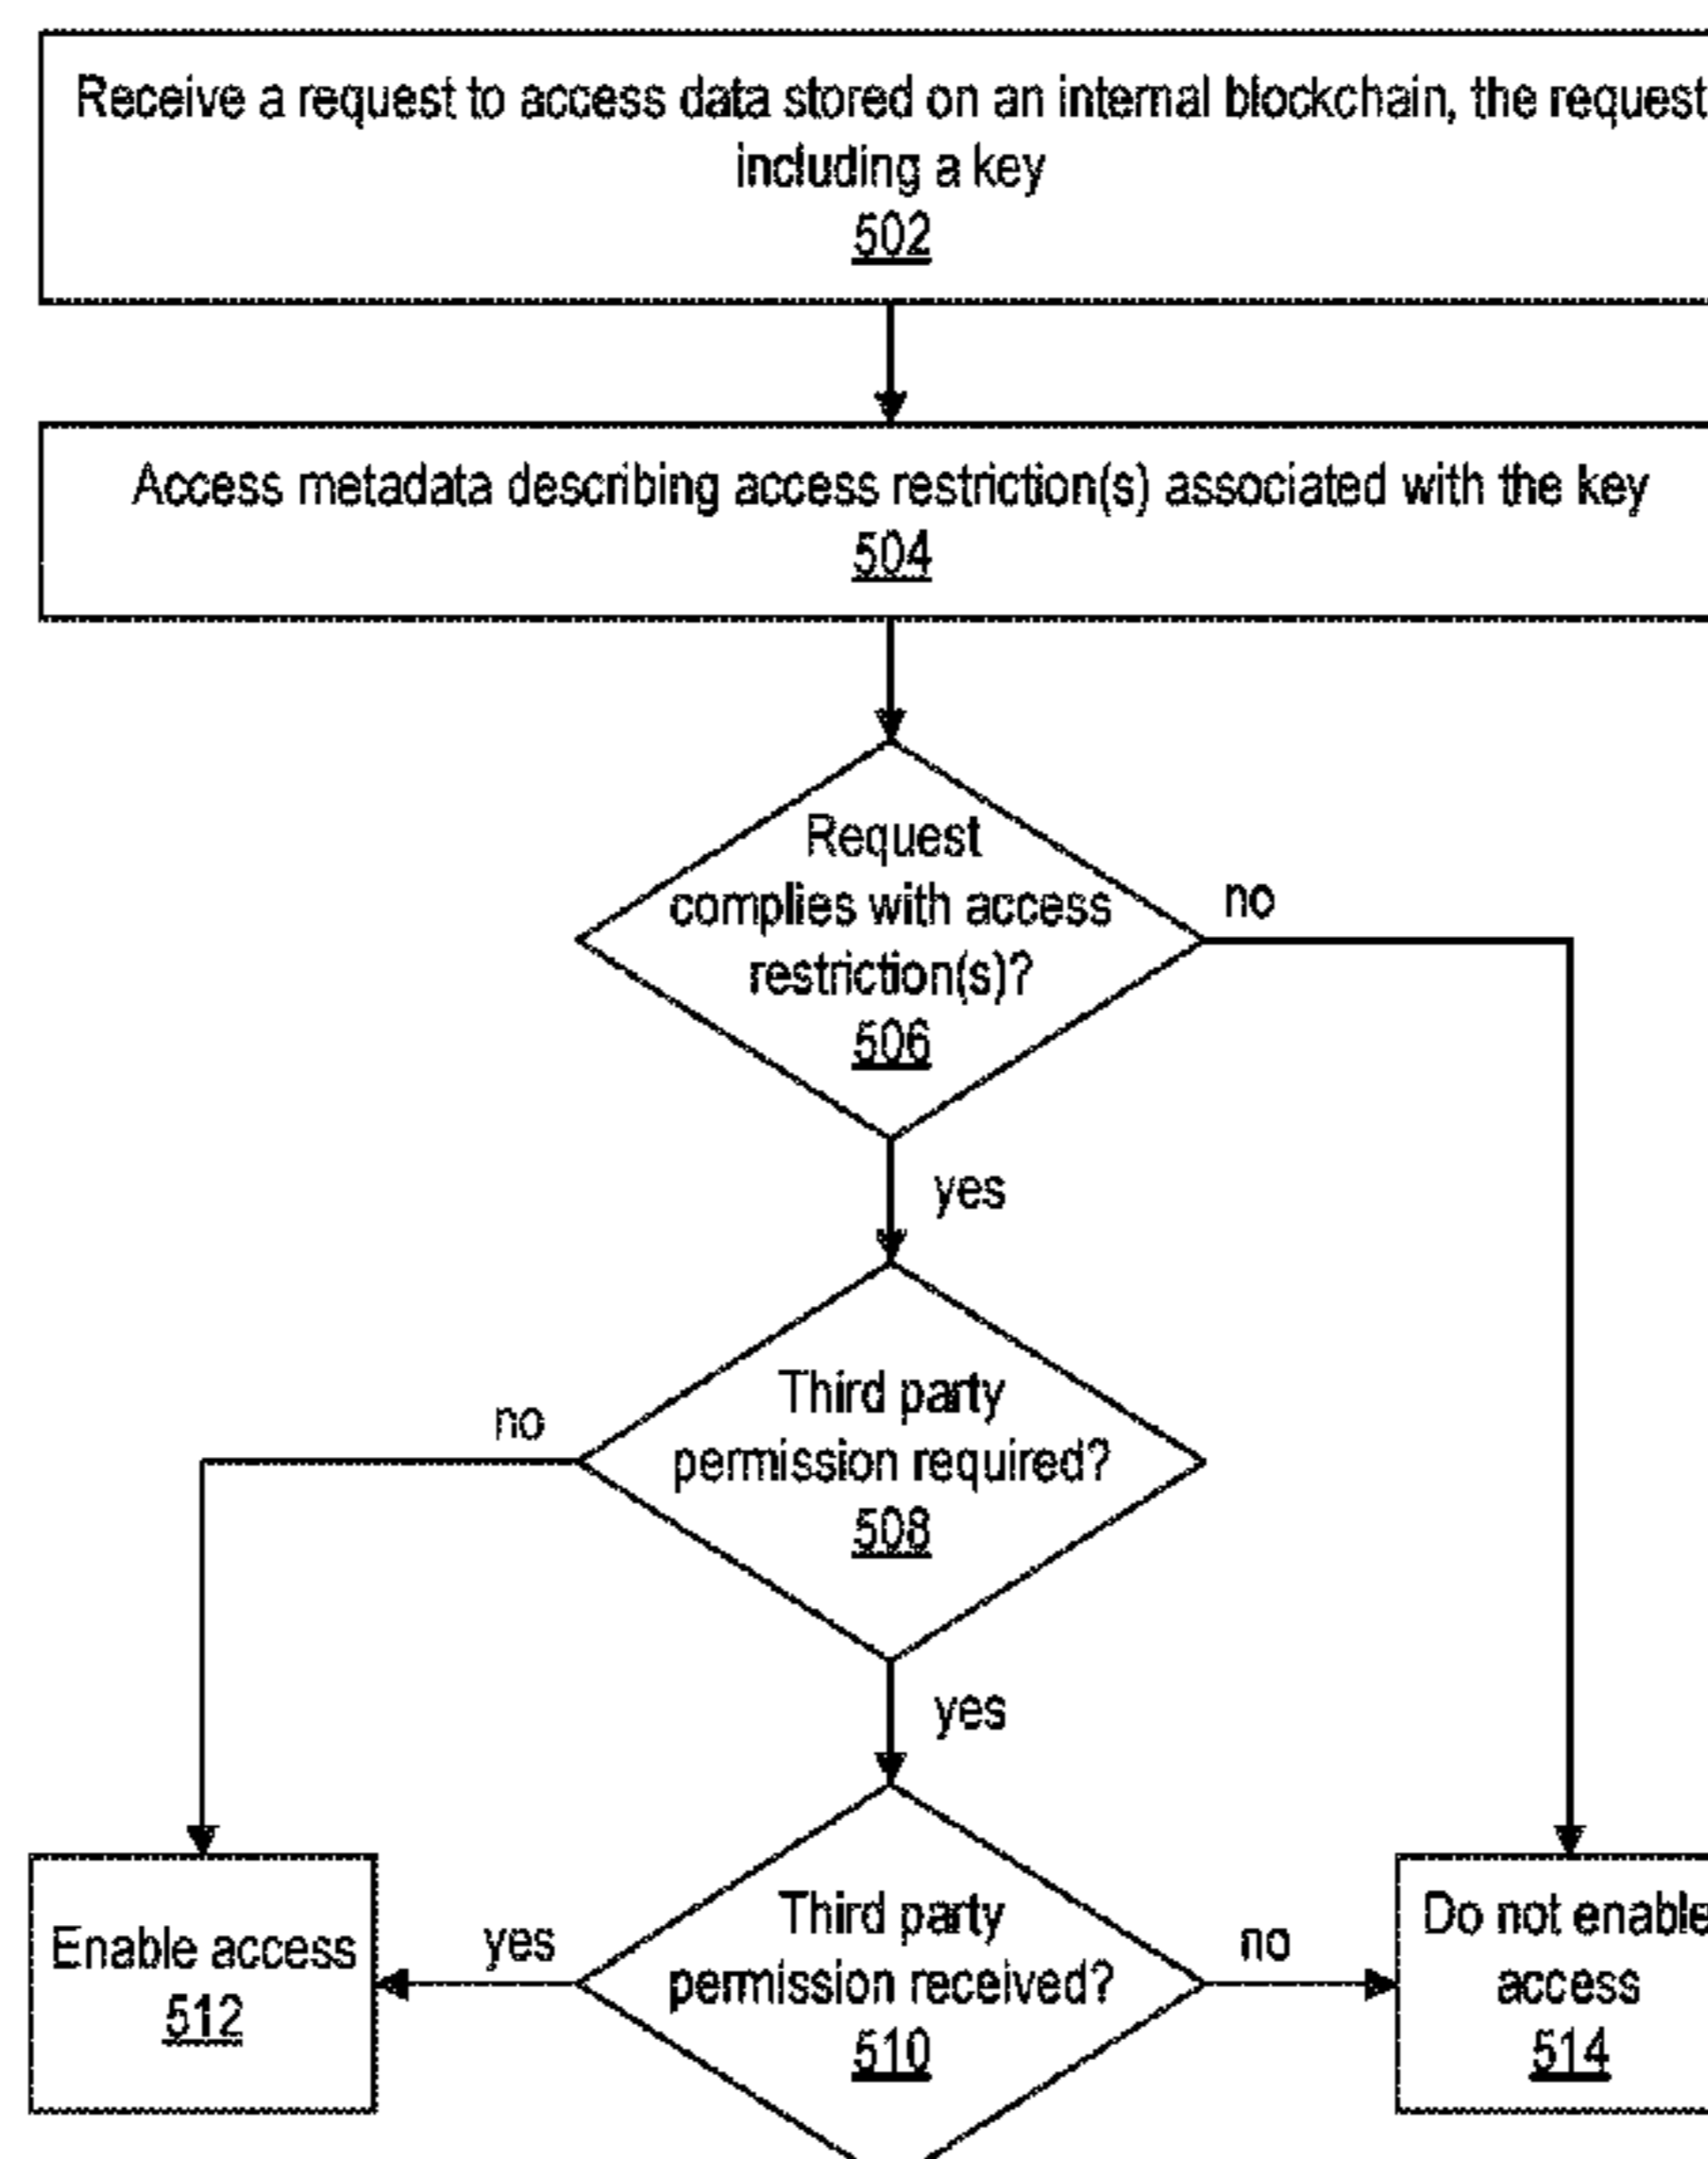 Receive a request to access data stored on an internal blockchain, the request
including a key
502
Access metadata describing access restriction(s) associated with the key
504
Request
complies with access
restriction(s)?
506
no
yes
Third party
permission required?
508
no
yes
Third party
permission received?
510
yes
no
Enable access
512
Do not enable
access
514